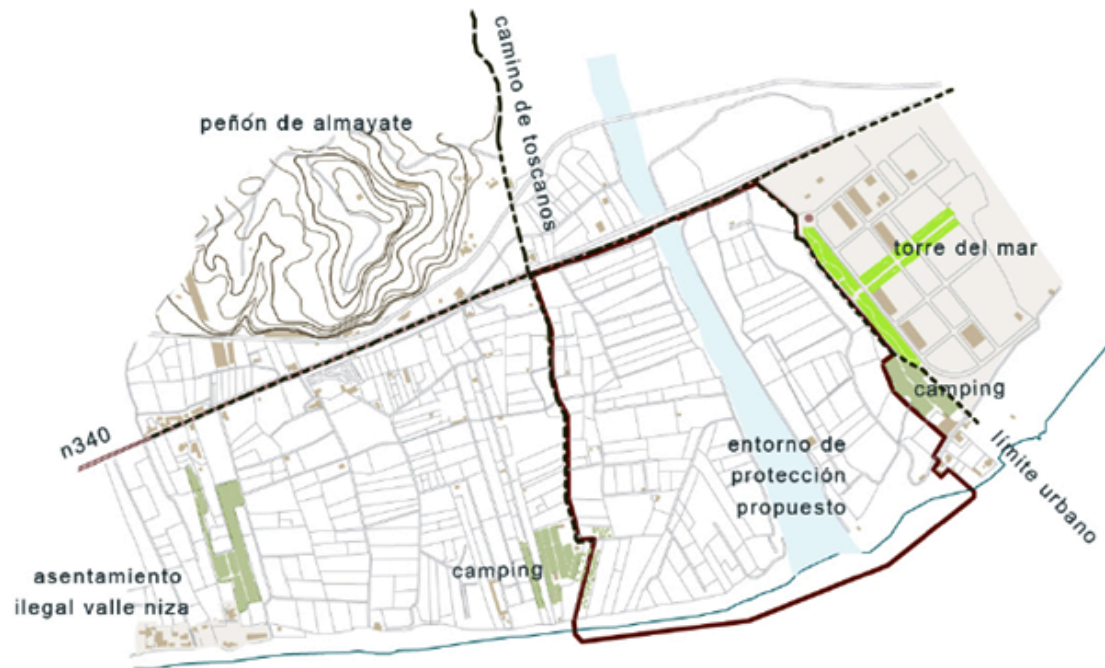 camino de toscanos
peñón de almayate
torre del mar
camping
n340
entorno de
protección
propuesto
límite urbano
camping
asentamiento
ilegal valle niza